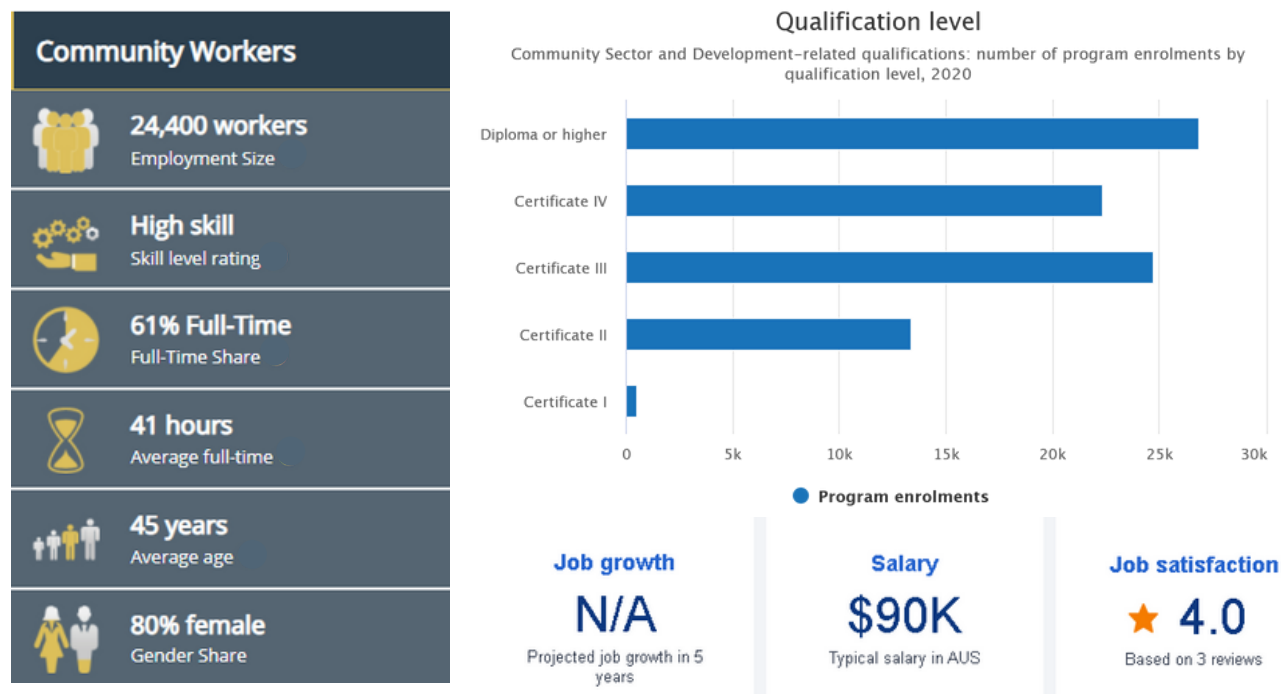 Community Workers
24,400 workers
Employment Size
High skill
Skill level rating
61% Full-Time
Full-Time Share
41 hours
Average full-time
45 years
Average age
80% female
Gender Share
Qualification level
Community Sector and Development-related qualifications: number of program enrolments by
qualification level, 2020
Diploma or higher
Certificate IV
Certificate III
Certificate II
Certificate I
0 5k 10k 15k 20k 25k 30k
Program enrolments
Job growth
N/A
Projected job growth in 5
years
Salary
$90K
Typical salary in AUS
Job satisfaction
4.0
Based on 3 reviews